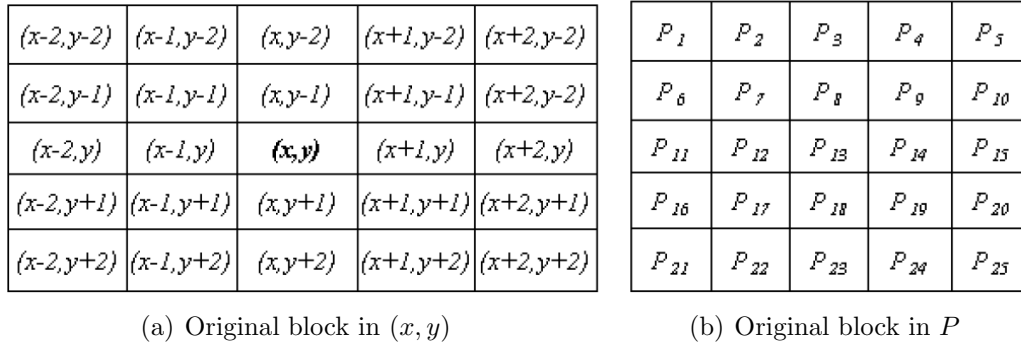 (x-2,y-2) (x-1,y-2) (x,y-2) (x+1,y-2) (x+2,y-2)
(x-2,y-1) (x-1,y-1) (x,y-1) (x+1,y-1) (x+2,y-2)
(x-2,y) (x-1,y) (x,y) (x+1,y) (x+2,y)
(x-2,y+1) (x-1,y+1) (x,y+1) (x+1,y+1) (x+2,y+1)
(x-2,y+2) (x-1,y+2) (x,y+2) (x+1,y+2) (x+2,y+2)
(a) Original block in (x, y)
P₁ P₂ P₃ P₄ P₅
P₆ P₇ P₈ P₉ P₁₀
P₁₁ P₁₂ P₁₃ P₁₄ P₁₅
P₁₆ P₁₇ P₁₈ P₁₉ P₂₀
P₂₁ P₂₂ P₂₃ P₂₄ P₂₅
(b) Original block in P